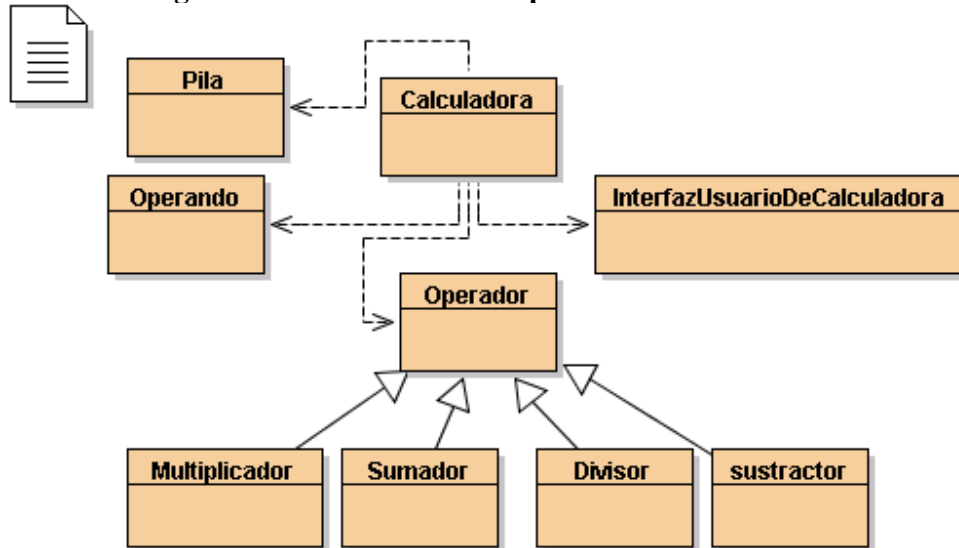 Pila
Calculadora
Operando
InterfazUsuarioDeCalculadora
Operador
Multiplicador
Sumador
Divisor
sustractor